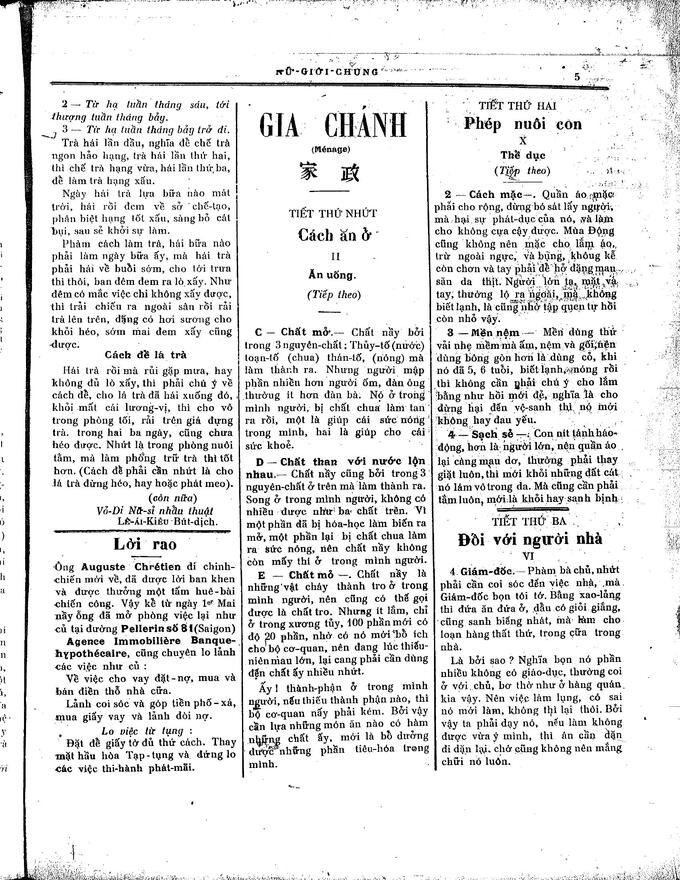 NỮ-GIỚI-CHUNG
5
2 — Từ hạ tuần tháng sáu, tới
thượng tuần tháng bảy.
3 — Từ hạ tuần tháng bảy trở đi.
Trà hái lần đầu, nghĩa đề chế trà
ngon hảo hạng, trà hái lần thứ hai,
thì chế trà hạng vừa, hái lần thứ ba,
đề làm trà hạng xấu.
Ngày hái trà lựa bữa nào mát
trời, hái rồi đem về sở chế-tạo,
phân biệt hạng tốt xấu, sàng bỏ cát
bụi, sau sẻ khởi sự làm.
Phàm cách làm trà, hái bữa nào
phải làm ngày bữa ấy, mà hái trà
phải hái về buổi sớm, cho tới trưa
thì thôi, ban đêm đem ra lò xấy. Như
đêm có mắc việc chi không xấy được,
thì trải chiếu ra ngoài sân rồi rải
trà lên trên, đặng có hơi sương cho
khỏi héo, sớm mai đem xấy cũng
được.
Cách đề lá trà
Hái trà rồi mà rủi gặp mưa, hay
không đủ lò xấy, thì phải chú ý về
cách đề, cho lá trà đã hái xuống đó,
khỏi mất cái lương-vị, thì cho vô
trong phòng tối, rải trên giá đựng
trà. trong hai ba ngày, cũng chưa
héo được. Nhứt là trong phòng nuôi
tầm, mà làm phổng trữ trà thì tốt
hơn. (Cách đề phải cần nhứt là cho
lá trà đừng héo, hay hoặc phát meo).
(còn nữa)
Vỏ-Di Nữ-sỉ nhầu thuật
Lê-Ái-Kiêu Bút-dịch.
Lời rao
Ông Auguste Chrétien đi chinh-
chiến mới về, đã được lời ban khen
và được thưởng một tấm huê-bài
chiến công. Vậy kể từ ngày 1er Mai
nầy ông đã mở phòng việc lại như
củ tại đường Pellerin số 81 (Saigon)
Agence Immobilière Banque-
hypothécaire, cũng chuyên lo lảnh
các việc như củ :
Về việc cho vay đặt-nợ, mua và
bán điền thổ nhà cửa.
Lảnh coi sóc và góp tiền phố-xá,
mua giấy vay và lảnh đòi nợ.
Lo việc từ tụng :
Đặt đề giấy tờ đủ thứ cách. Thay
mặt hầu hòa Tạp-tụng và đứng lo
các việc thi-hành phát-mãi.
GIA CHÁNH
(Ménage)
家政
TIẾT THỨ NHỨT
Cách ăn ở
II
Ăn uống.
(Tiếp theo)
C — Chất mở.— Chất nầy bởi
trong 3 nguyên-chất : Thủy-tố (nước)
toạn-tố (chua) thán-tố, (nóng) mà
làm thành ra. Nhưng người mập
phần nhiên hơn người ốm, đàn ông
thường ít hơn đàn bà. Nó ở trong
mình người, bị chất chua làm tan
ra rồi, một là giúp cái sức nóng
trong mình, hai là giúp cho cái
sức khoẻ.
D — Chất than với nước lộn
nhau.— Chất nầy cũng bởi trong 3
nguyên-chất ở trên mà làm thành ra.
Song ở trong mình người, không có
nhiều được như ba chất trên. Vì
một phần đã bị hóa-học làm biến ra
mở, một phần lại bị chất chua làm
ra sức nóng, nên chất nầy không
còn mấy thì ở trong mình người.
E — Chất mỏ —. Chất nầy là
những vật cháy thành tro ở trong
mình người, nên cũng có thể gọi
được là chất tro. Nhưng ít lắm, chỉ
ở trong xương tủy, 100 phần mới có
độ 20 phần, nhờ có nó mới bổ ích
cho bộ cơ-quan, nên đang lúc thiếu-
niên mau lớn, lại cang phải cần dùng
đến chất ấy nhiều nhứt.
Ấy ! thành-phận ở trong mình
người, nếu thiếu thành phận nào, thì
bộ cơ-quan nấy phải kém. Bởi vậy
cần lựa những món ăn nào có hàm
những chất ấy, mới là bổ dưởng
được những phần tiêu-hóa trong
mình.
TIẾT THỨ HAI
Phép nuôi con
X
Thể dục
(Tiếp theo)
2 — Cách mặc—. Quần áo mặc
phải cho rộng, đừng bó sát lấy người,
mà hại sự phát-dục của nó, và làm
cho không cựa cậy được. Mùa Động
cũng không nên mặc cho lắm áo,
trừ ngoài ngực, và bụng, không kể
còn chơn và tay phải để hở đặng mau
săn da thịt. Người lớn ta, mặt và
tay, thường lộ ra ngoài, mà không
biết lạnh, là cũng nhờ tập quen tự hồi
còn nhỏ vậy.
3 — Mền nệm — Mền dùng thứ
vải nhẹ mềm mà ấm, nệm và gối, nên
dùng bông gòn hơn là dùng cỏ, khi
nó đã 5, 6 tuổi, biết lạnh, nóng rồi
thì không cần phải chú ý cho lắm
bằng như hồi mới đẻ, nghĩa là cho
đừng hại đến vệ-sanh thì nó mới
không hay đau yếu.
4 — Sạch sẻ —. Con nít tánh háo-
động, hơn là người lớn, nên quần áo
lại càng mau dơ, thường phải thay
giặt luôn, thì mới khỏi những đất cát
nó lấm vô trong da. Mà cũng cần phải
tắm luôn, mới là khỏi hay sanh bịnh
TIẾT THỨ BA
Đối với người nhà
VI
4 Giám-đốc.— Phàm bà chủ, nhứt
phải cần coi sóc đến việc nhà, mà
Giám-đốc bọn tôi tớ. Bằng xao-lảng
thì đứa ăn đứa ở, dầu có giỏi giắng,
cũng sanh biếng nhát, mà làm cho
loạn hàng thất thứ, trong cửa trong
nhà.
Là bởi sao ? Nghĩa bọn nó phần
nhiều không có giáo-dục, thường coi
ở với chủ, bơ thờ như ở hàng quán
kia vậy. Nên việc làm lụng, có sai
nó mới làm, không thì lại thôi. Bởi
vậy ta phải dạy nó, nếu làm không
được vừa ý mình, thì ân cần dặn
di dặn lại, chớ cũng không nên mắng
chữi nó luôn.